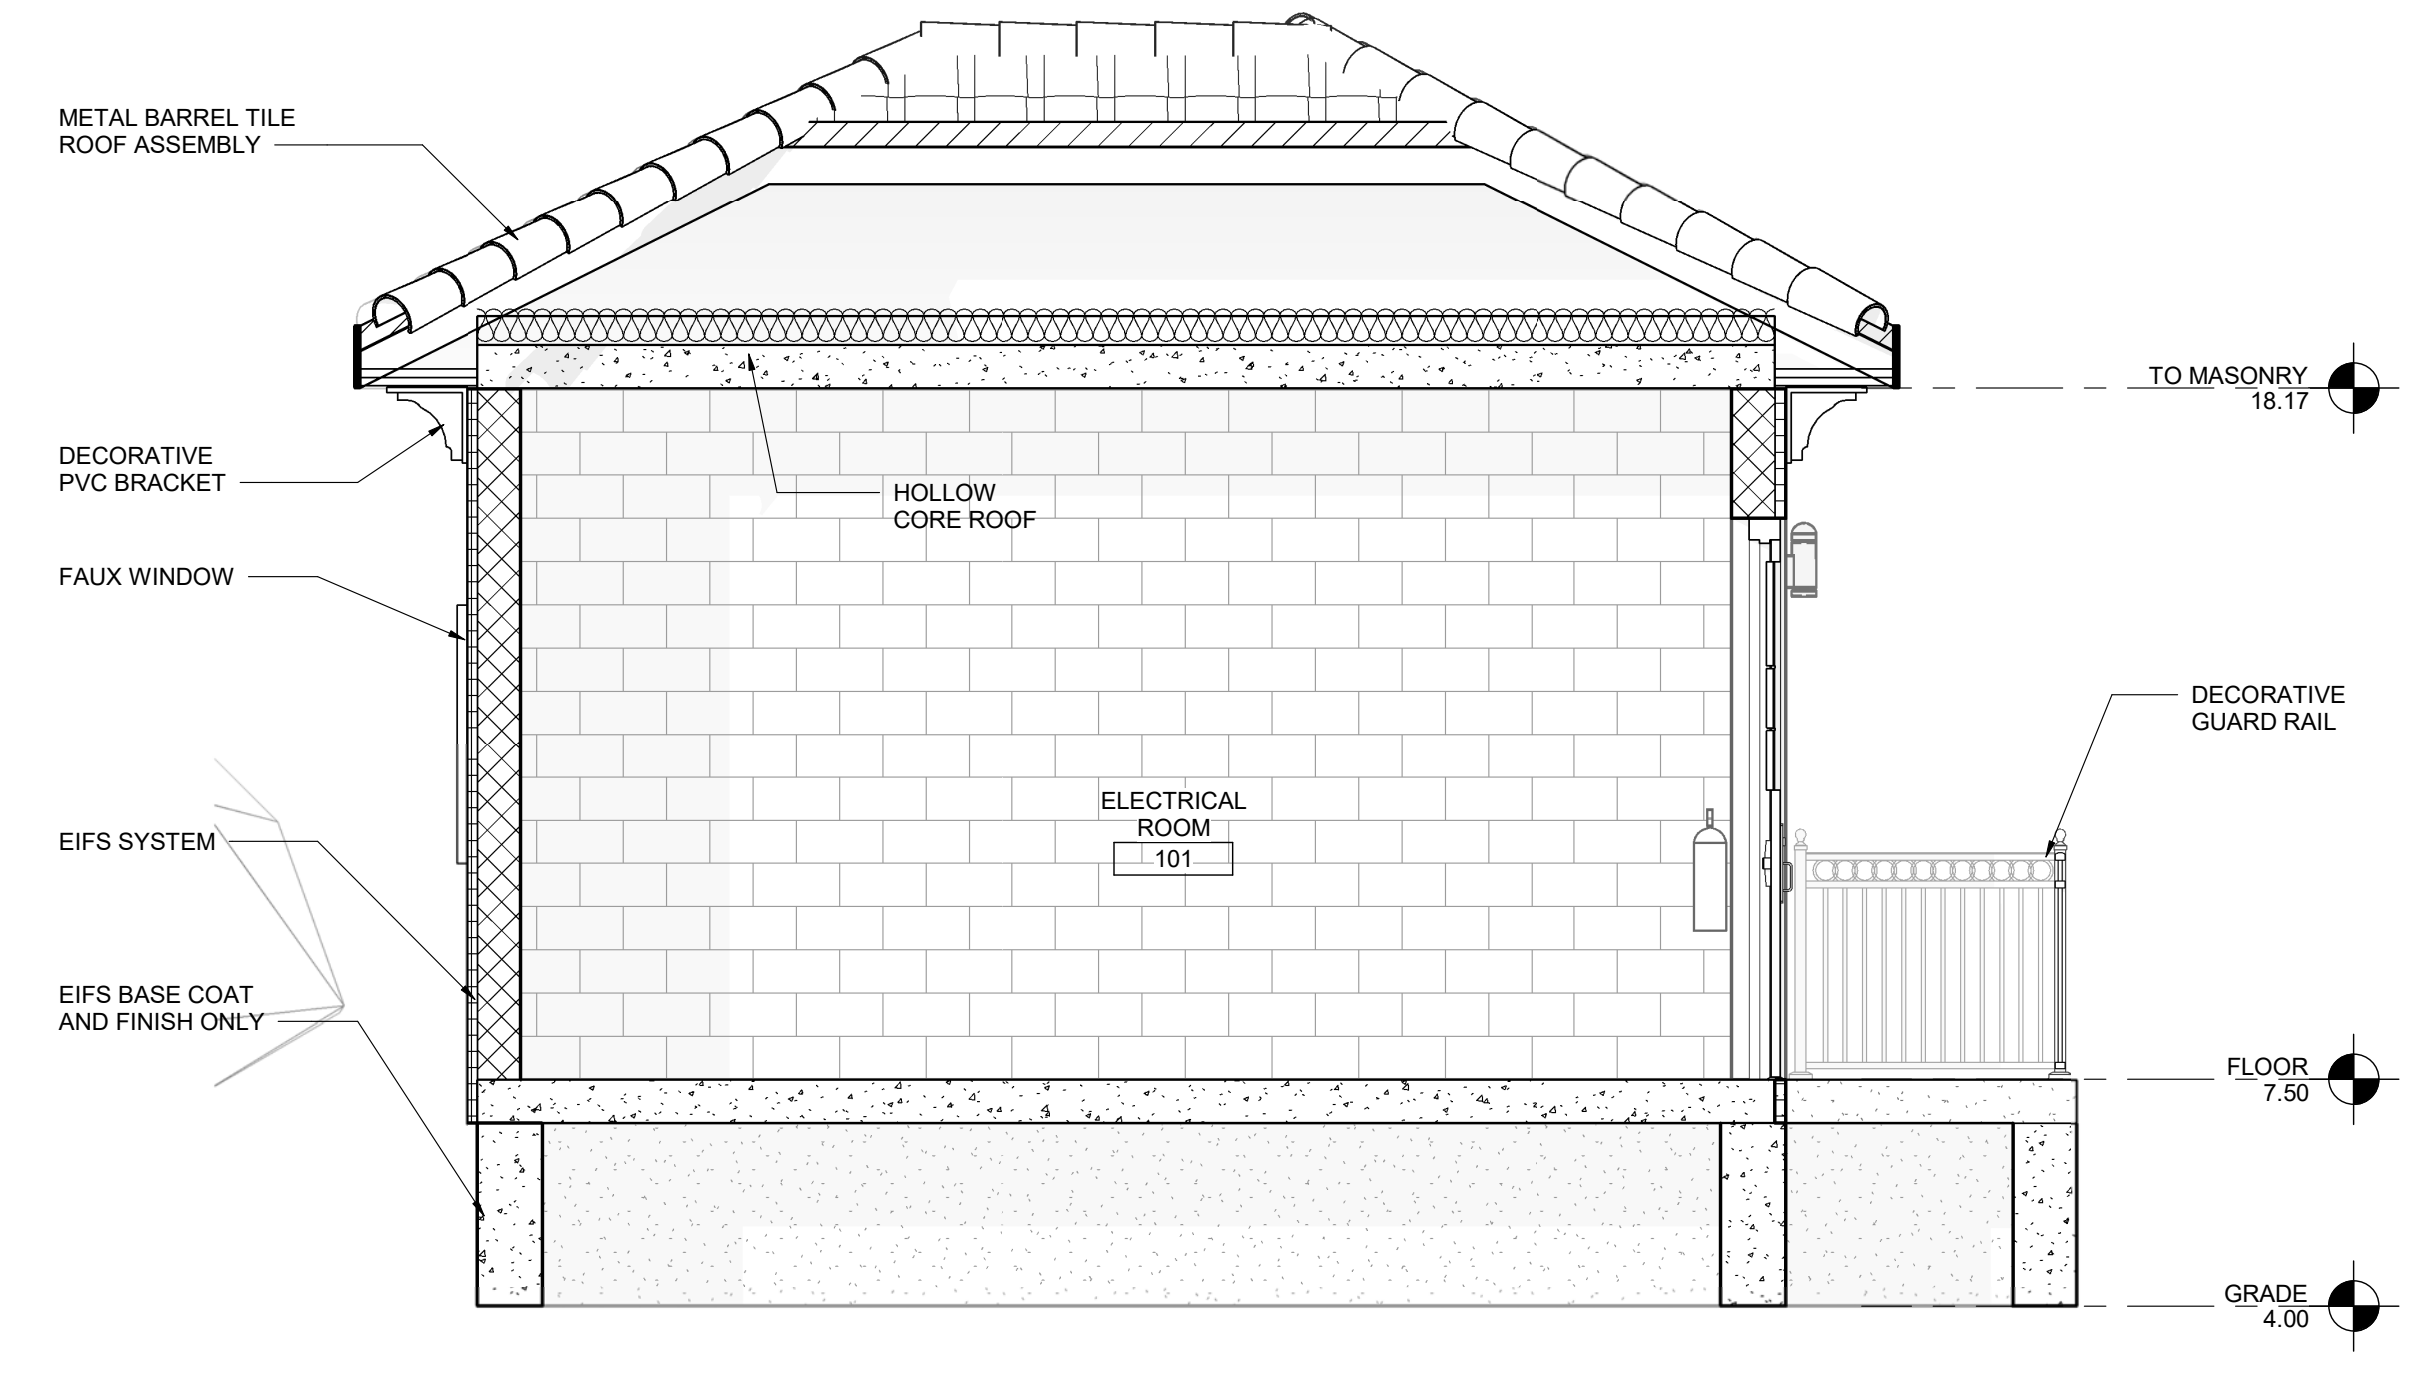 METAL BARREL TILE
ROOF ASSEMBLY
DECORATIVE
PVC BRACKET
FAUX WINDOW
EIFS SYSTEM
EIFS BASE COAT
AND FINISH ONLY
HOLLOW
CORE ROOF
ELECTRICAL
ROOM
101
TO MASONRY
18.17
DECORATIVE
GUARD RAIL
FLOOR
7.50
GRADE
4.00